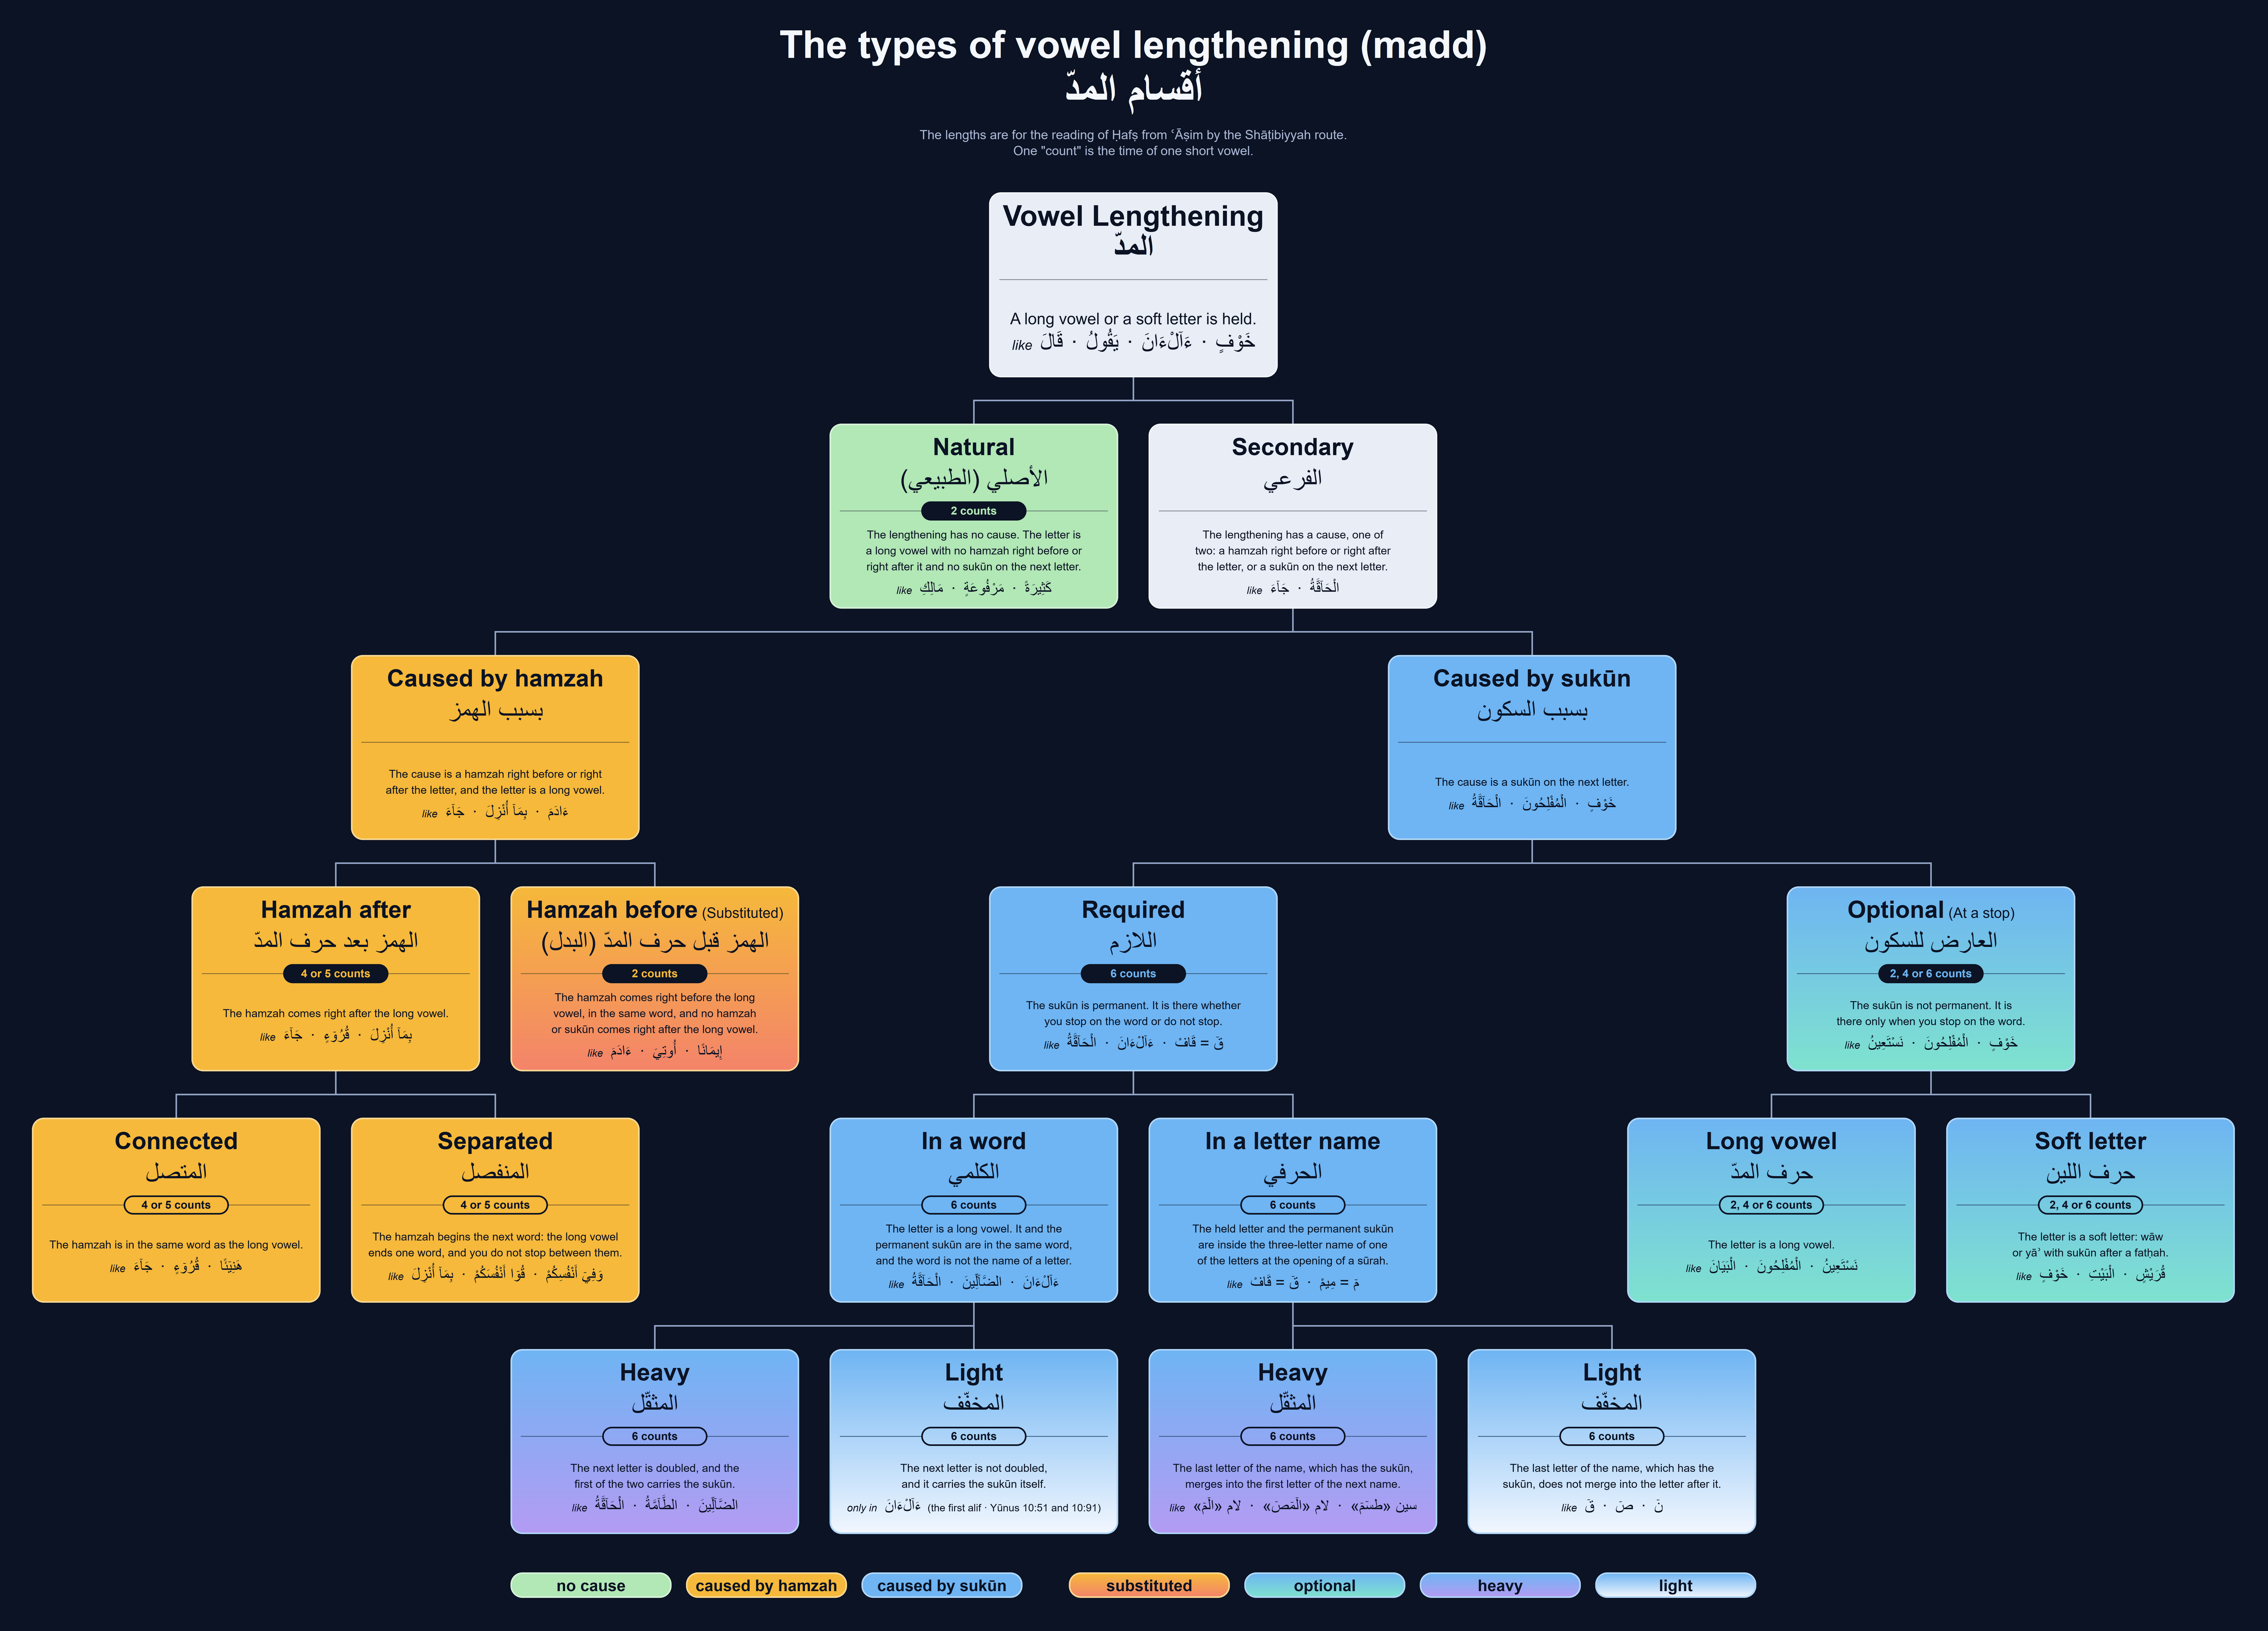 The types of vowel lengthening (madd)
أقسام المدّ
The lengths are for the reading of Ḥafṣ from ʿĀṣim by the Shāṭibiyyah route.
One "count" is the time of one short vowel.
Vowel Lengthening
المدّ
A long vowel or a soft letter is held.
like قَالَ · يَقُولُ · ءَآلْـَٔانَ · خَوْفٍ
Natural
الأصلي (الطبيعي)
2 counts
The lengthening has no cause. The letter is
a long vowel with no hamzah right before or
right after it and no sukūn on the next letter.
like مَالِكِ · مَرْفُوعَةٍ · كَثِيرَةً
Secondary
الفرعي
The lengthening has a cause, one of
two: a hamzah right before or right after
the letter, or a sukūn on the next letter.
like جَآءَ · الْحَآقَّةُ
Caused by hamzah
بسبب الهمز
The cause is a hamzah right before or right
after the letter, and the letter is a long vowel.
like جَآءَ · بِمَآ أُنْزِلَ · ءَادَمَ
Caused by sukūn
بسبب السكون
The cause is a sukūn on the next letter.
like الْحَآقَّةُ · الْمُفْلِحُونَ · خَوْفٍ
Hamzah after
الهمز بعد حرف المدّ
4 or 5 counts
The hamzah comes right after the long vowel.
like جَآءَ · قُرُوٓءٍ · بِمَآ أُنْزِلَ
Hamzah before (Substituted)
الهمز قبل حرف المدّ (البدل)
2 counts
The hamzah comes right before the long
vowel, in the same word, and no hamzah
or sukūn comes right after the long vowel.
like ءَادَمَ · أُوتِيَ · إِيمَانًا
Required
اللازم
6 counts
The sukūn is permanent. It is there whether
you stop on the word or do not stop.
like الْحَآقَّةُ · ءَآلْـَٔانَ · قَافْ = قٓ
Optional (At a stop)
العارض للسكون
2, 4 or 6 counts
The sukūn is not permanent. It is
there only when you stop on the word.
like نَسْتَعِينُ · الْمُفْلِحُونَ · خَوْفٍ
Connected
المتصل
4 or 5 counts
The hamzah is in the same word as the long vowel.
like جَآءَ · قُرُوٓءٍ · هَنِيٓـًٔا
Separated
المنفصل
4 or 5 counts
The hamzah begins the next word: the long vowel
ends one word, and you do not stop between them.
like بِمَآ أُنْزِلَ · قُوٓا أَنْفُسَكُمْ · وَفِيٓ أَنْفُسِكُمْ
In a word
الكلمي
6 counts
The letter is a long vowel. It and the
permanent sukūn are in the same word,
and the word is not the name of a letter.
like الْحَآقَّةُ · الضَّآلِّينَ · ءَآلْـَٔانَ
In a letter name
الحرفي
6 counts
The held letter and the permanent sukūn
are inside the three-letter name of one
of the letters at the opening of a sūrah.
like قَافْ = قٓ · مِيمْ = مٓ
Long vowel
حرف المدّ
2, 4 or 6 counts
The letter is a long vowel.
like الْبَيَانَ · الْمُفْلِحُونَ · نَسْتَعِينُ
Soft letter
حرف اللين
2, 4 or 6 counts
The letter is a soft letter: wāw
or yāʾ with sukūn after a fatḥah.
like خَوْفٍ · الْبَيْتِ · قُرَيْشٍ
Heavy
المثقّل
6 counts
The next letter is doubled, and the
first of the two carries the sukūn.
like الْحَآقَّةُ · الطَّآمَّةُ · الضَّآلِّينَ
Light
المخفّف
6 counts
The next letter is not doubled,
and it carries the sukūn itself.
only in ءَآلْـَٔانَ (the first alif · Yūnus 10:51 and 10:91)
Heavy
المثقّل
6 counts
The last letter of the name, which has the sukūn,
merges into the first letter of the next name.
like لام «الٓمٓ» · لام «الٓمٓصٓ» · سين «طسٓمٓ»
Light
المخفّف
6 counts
The last letter of the name, which has the
sukūn, does not merge into the letter after it.
like قٓ · صٓ · نٓ
no cause
caused by hamzah
caused by sukūn
substituted
optional
heavy
light